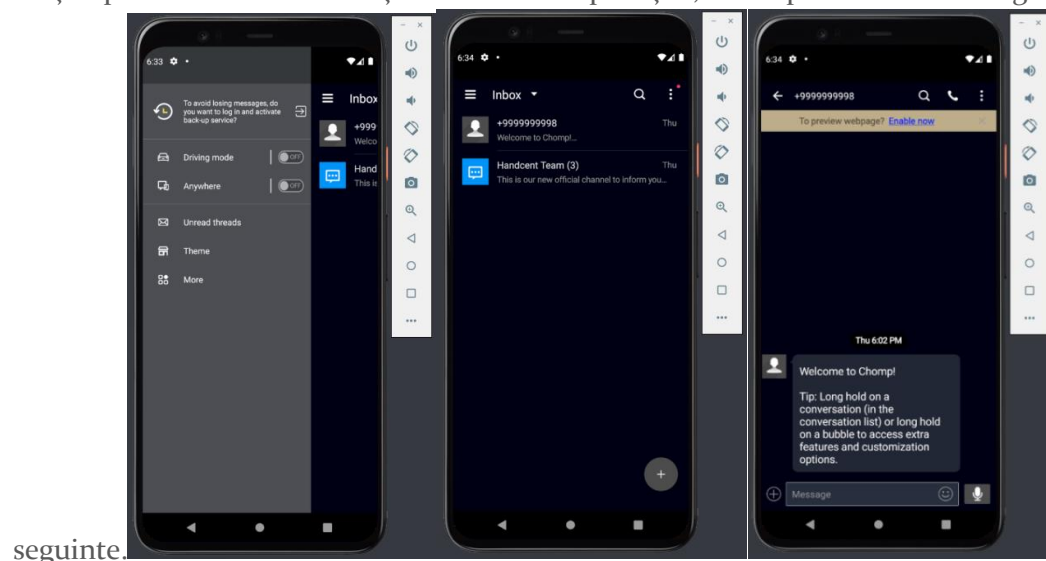 6:33
To avoid losing messages, do
you want to log in and activate
back-up service?
Driving mode
OFF
Anywhere
OFF
Unread threads
Theme
More
Inbox
+999
Welco
Hand
This is
6:34
Inbox
+9999999998
Thu
Welcome to Chomp!...
Handcent Team (3)
Thu
This is our new official channel to inform you...
6:34
+9999999998
To preview webpage? Enable now
Thu 6:02 PM
Welcome to Chomp!
Tip: Long hold on a
conversation (in the
conversation list) or long hold
on a bubble to access extra
features and customization
options.
Message
seguinte.